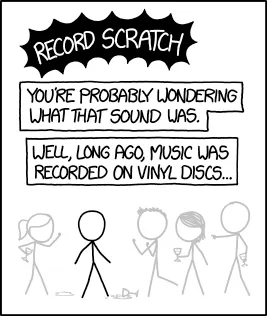 RECORD SCRATCH
YOU'RE PROBABLY WONDERING
WHAT THAT SOUND WAS.
WELL, LONG AGO, MUSIC WAS
RECORDED ON VINYL DISCS...